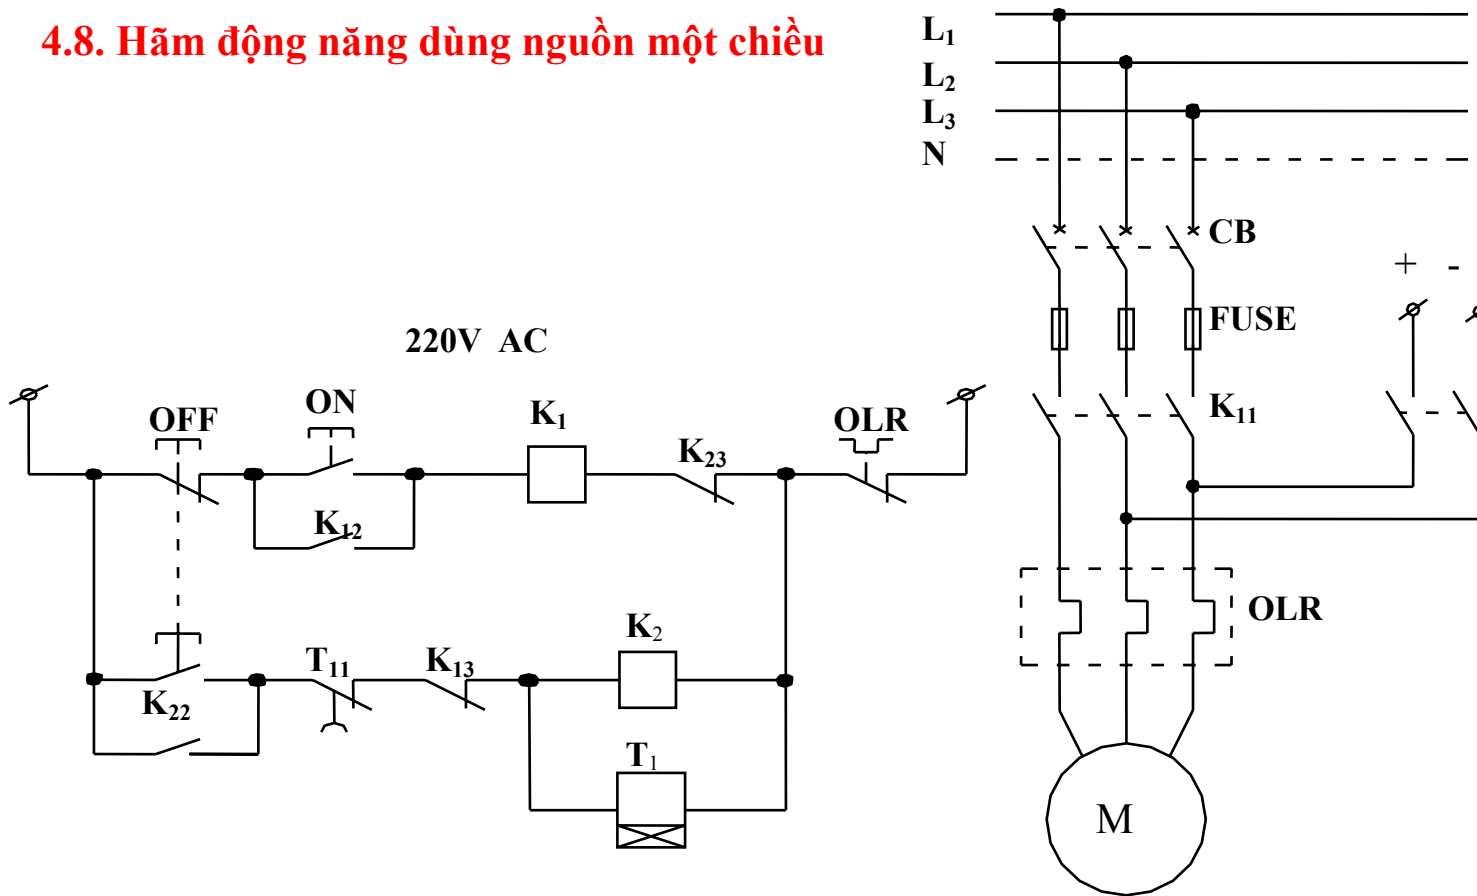 4.8. Hãm động năng dùng nguồn một chiều
L₁
L₂
L₃
N
CB
+ -
FUSE
220V AC
OFF
ON
K₁
K₂₃
OLR
K₁₁
K₁₂
K₂₂
T₁₁
K₁₃
K₂
T₁
OLR
M